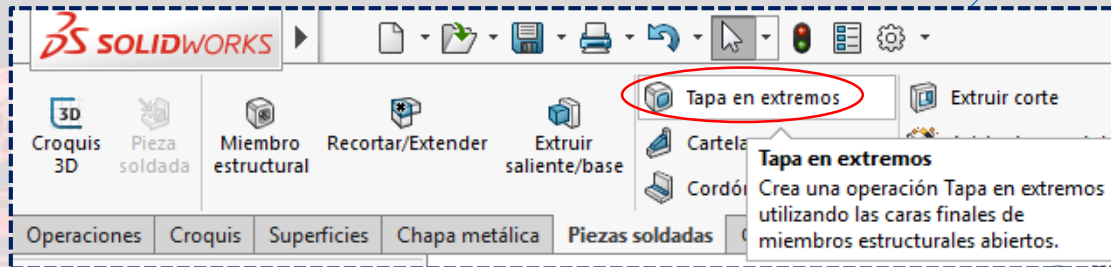 SOLIDWORKS
3D
Croquis 3D
Pieza soldada
Miembro estructural
Recortar/Extender
Extruir saliente/base
Tapa en extremos
Cartela
Cordón
Extruir corte
Tapa en extremos
Crea una operación Tapa en extremos
utilizando las caras finales de
miembros estructurales abiertos.
Operaciones
Croquis
Superficies
Chapa metálica
Piezas soldadas